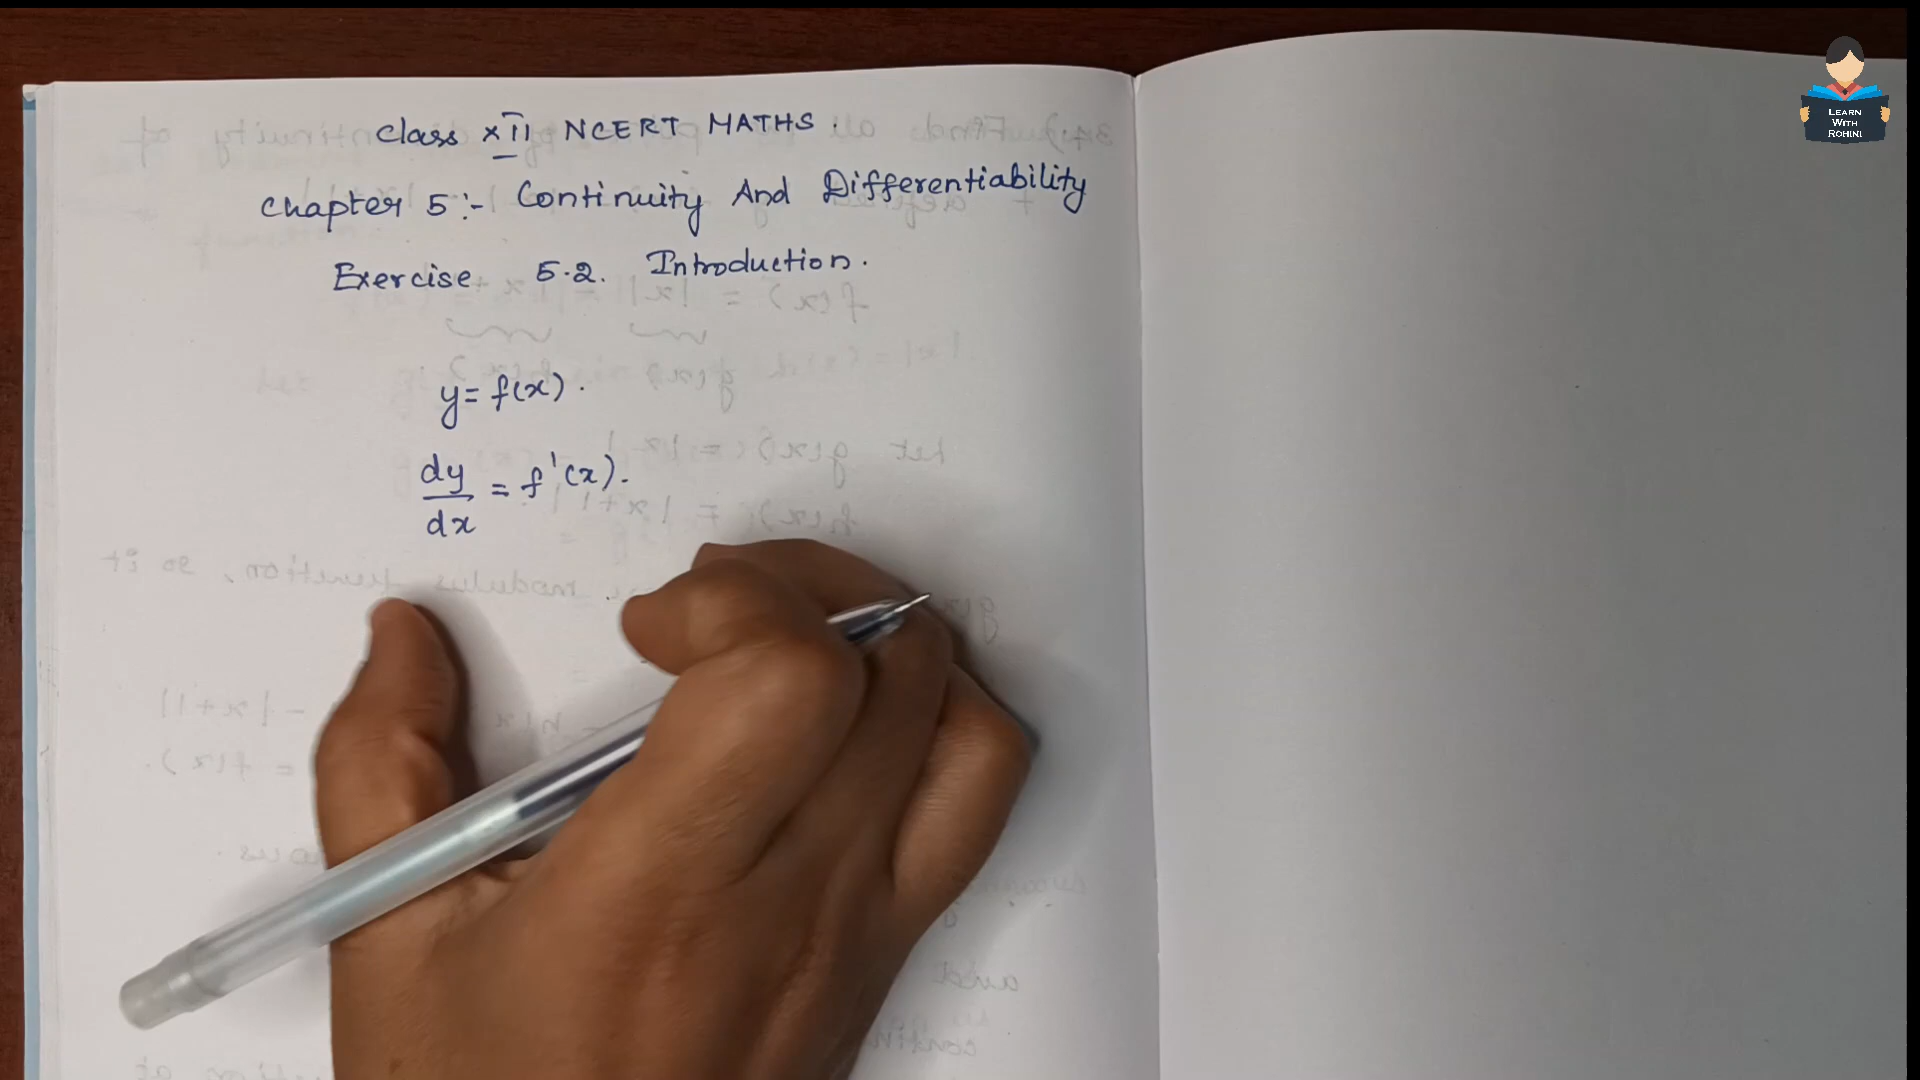 Class XII NCERT MATHS.
Chapter 5:- Continuity And Differentiability
Exercise 5.2. Introduction.
y = f(x).
dy/dx = f'(x).
LEARN
WITH
ROHINI